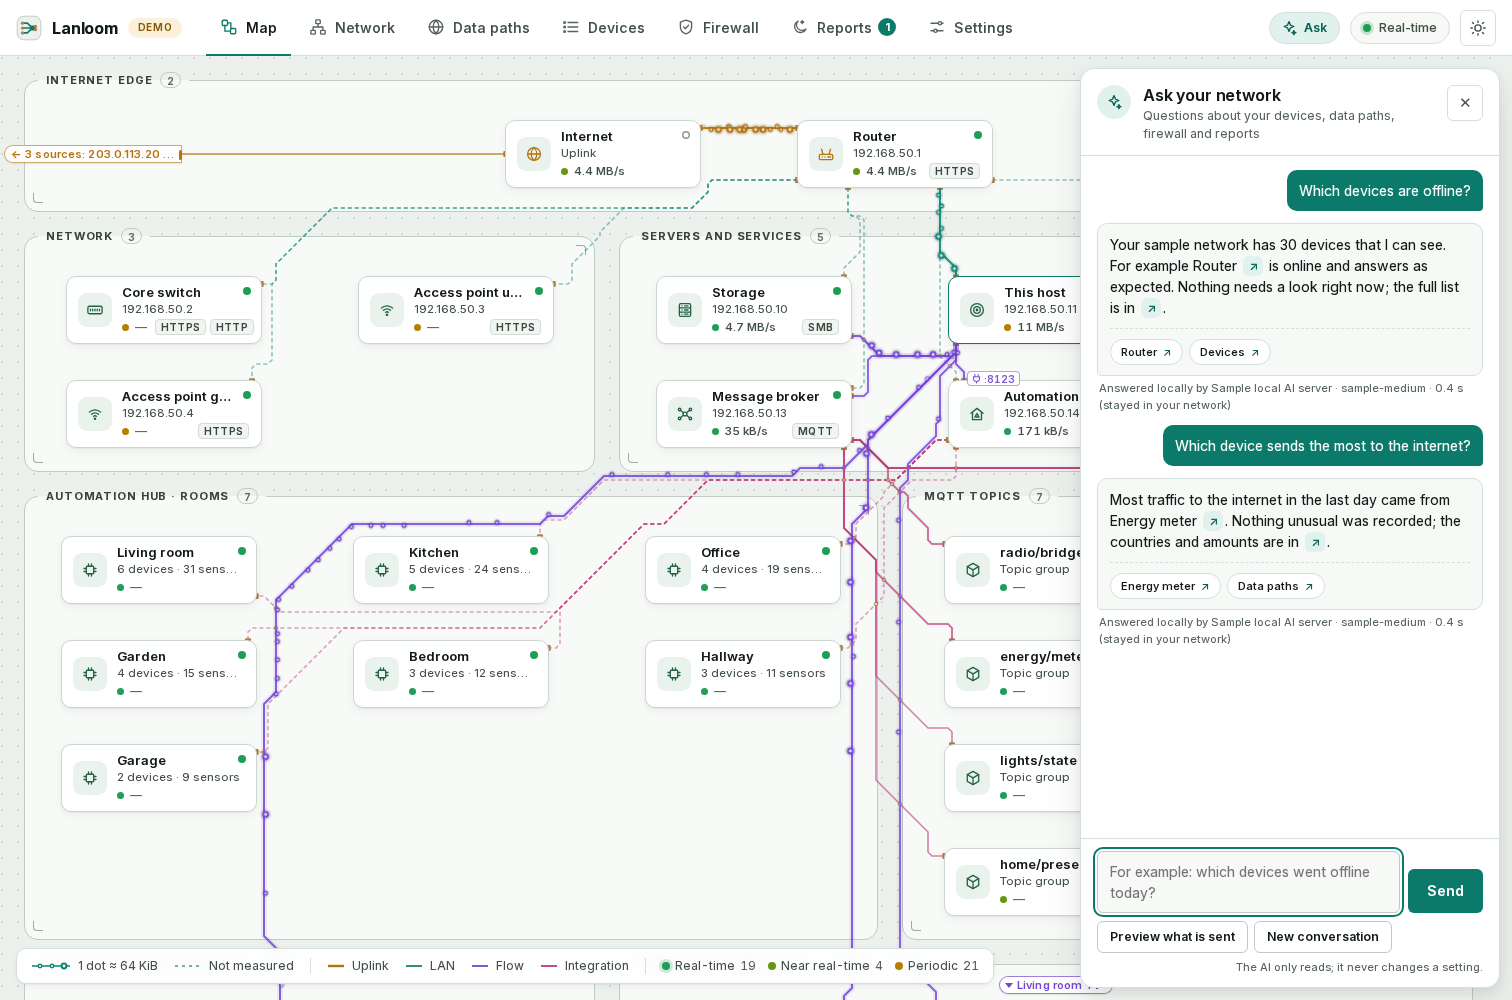 Lanloom DEMO Map Network Data paths Devices Firewall Reports 1 Settings Ask Real-time
INTERNET EDGE 2
Internet
Uplink
4.4 MB/s
Router
192.168.50.1
4.4 MB/s HTTPS
← 3 sources: 203.0.113.20 ...
NETWORK 3
Core switch
192.168.50.2
— HTTPS HTTP
Access point u...
192.168.50.3
— HTTPS
Access point g...
192.168.50.4
— HTTPS
SERVERS AND SERVICES 5
Storage
192.168.50.10
4.7 MB/s SMB
This host
192.168.50.11
11 MB/s
Message broker
192.168.50.13
35 kB/s MQTT
:8123
Automation
192.168.50.14
171 kB/s
AUTOMATION HUB · ROOMS 7
Living room
6 devices · 31 sens...
—
Kitchen
5 devices · 24 sens...
—
Office
4 devices · 19 sens...
—
Garden
4 devices · 15 sens...
—
Bedroom
3 devices · 12 sens...
—
Hallway
3 devices · 11 sensors
—
Garage
2 devices · 9 sensors
—
MQTT TOPICS 7
radio/bridge
Topic group
—
energy/mete
Topic group
—
lights/state
Topic group
—
home/prese
Topic group
—
1 dot ≈ 64 KiB Not measured Uplink LAN Flow Integration Real-time 19 Near real-time 4 Periodic 21
Living room
Ask your network
Questions about your devices, data paths,
firewall and reports
Which devices are offline?
Your sample network has 30 devices that I can see.
For example Router ↗ is online and answers as
expected. Nothing needs a look right now; the full list
is in ↗ .
Router ↗ Devices ↗
Answered locally by Sample local AI server · sample-medium · 0.4 s
(stayed in your network)
Which device sends the most to the internet?
Most traffic to the internet in the last day came from
Energy meter ↗ . Nothing unusual was recorded; the
countries and amounts are in ↗ .
Energy meter ↗ Data paths ↗
Answered locally by Sample local AI server · sample-medium · 0.4 s
(stayed in your network)
For example: which devices went offline
today?
Send
Preview what is sent New conversation
The AI only reads; it never changes a setting.